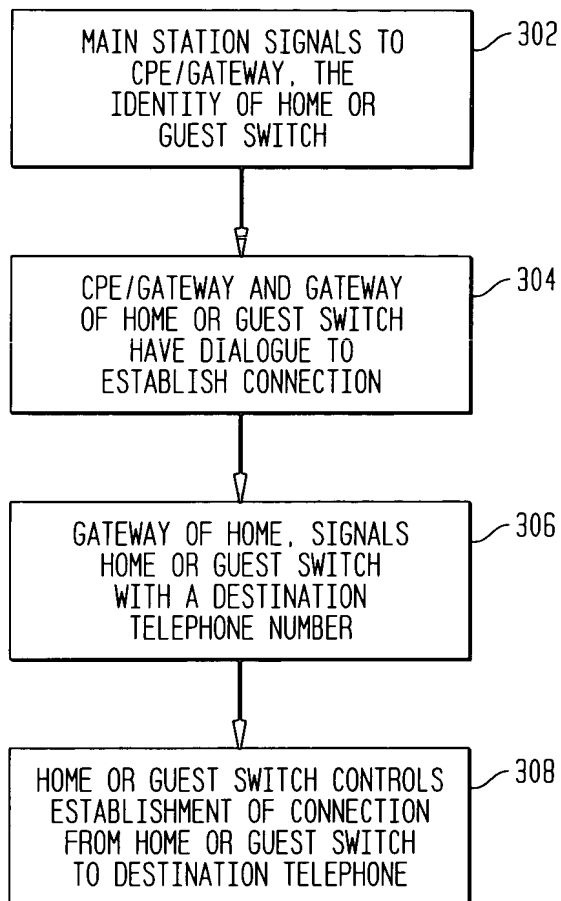 MAIN STATION SIGNALS TO
CPE/GATEWAY, THE
IDENTITY OF HOME OR
GUEST SWITCH
302
CPE/GATEWAY AND GATEWAY
OF HOME OR GUEST SWITCH
HAVE DIALOGUE TO
ESTABLISH CONNECTION
304
GATEWAY OF HOME, SIGNALS
HOME OR GUEST SWITCH
WITH A DESTINATION
TELEPHONE NUMBER
306
HOME OR GUEST SWITCH CONTROLS
ESTABLISHMENT OF CONNECTION
FROM HOME OR GUEST SWITCH
TO DESTINATION TELEPHONE
308